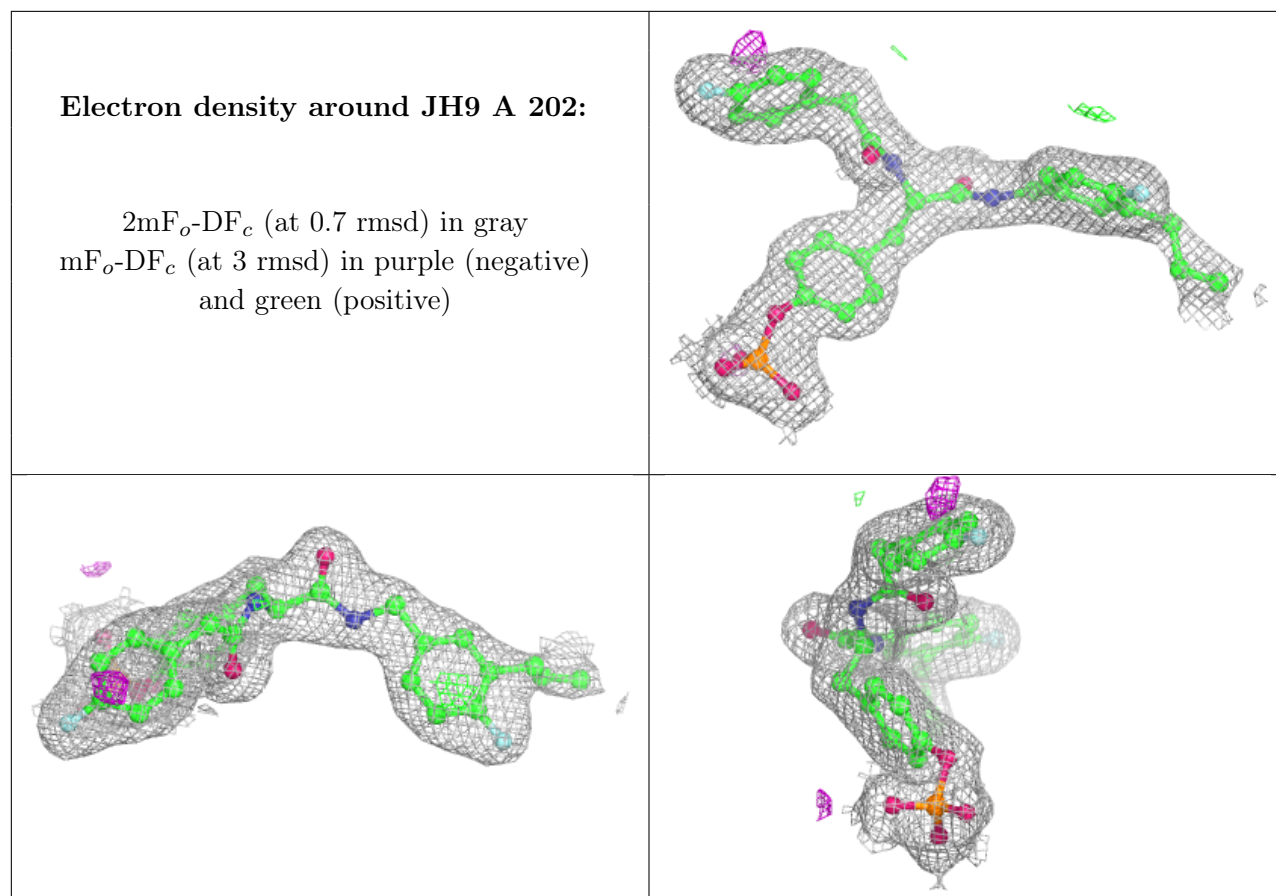 Electron density around JH9 A 202:
2mFo-DFc (at 0.7 rmsd) in gray
mFo-DFc (at 3 rmsd) in purple (negative)
and green (positive)